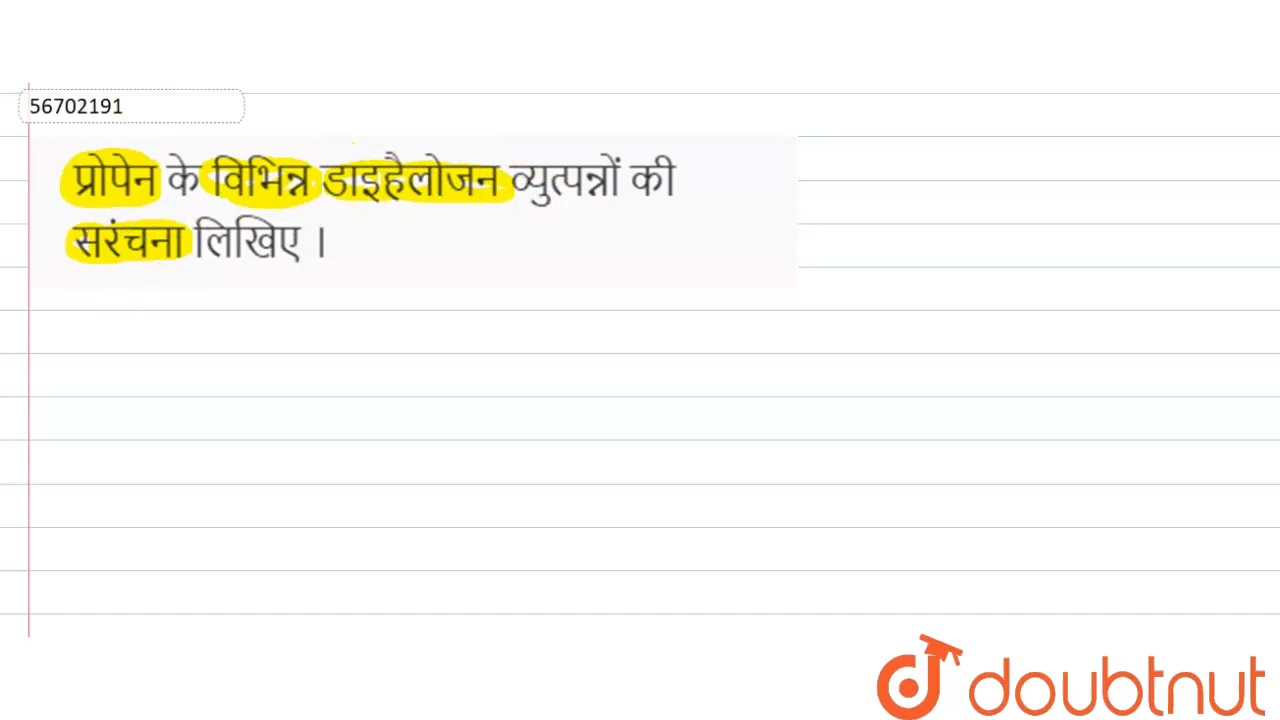 56702191
प्रोपेन के विभिन्न डाइहैलोजन व्युत्पन्नों की
सरंचना लिखिए ।
doubtnut